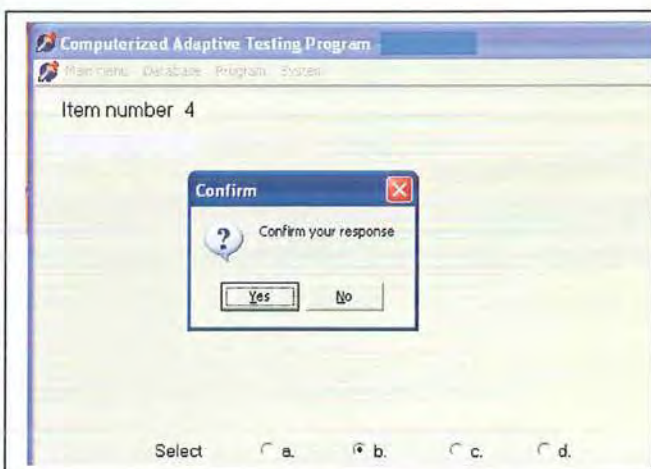 Computerized Adaptive Testing Program
Main menu Database Program System
Item number 4
Confirm
Confirm your response
Yes No
Select a. b. c. d.